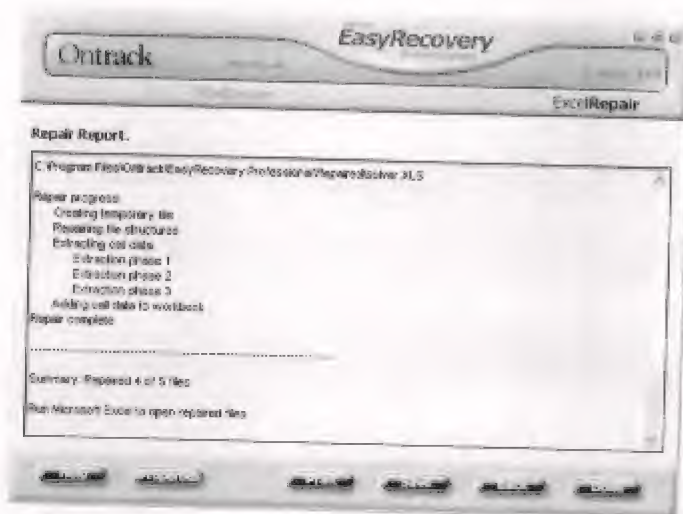 EasyRecovery
Ontrack
ExcelRepair
Repair Report.
C:\Program Files\Ontrack\EasyRecovery Professional\Repaired\solver.XLS
Repair progress
Creating temporary file
Repairing file structures
Extracting cell data
Extraction phase 1
Extraction phase 2
Extraction phase 3
Adding cell data to workbook
Repair complete
Summary: Repaired 4 of 5 files
Run Microsoft Excel to open repaired files